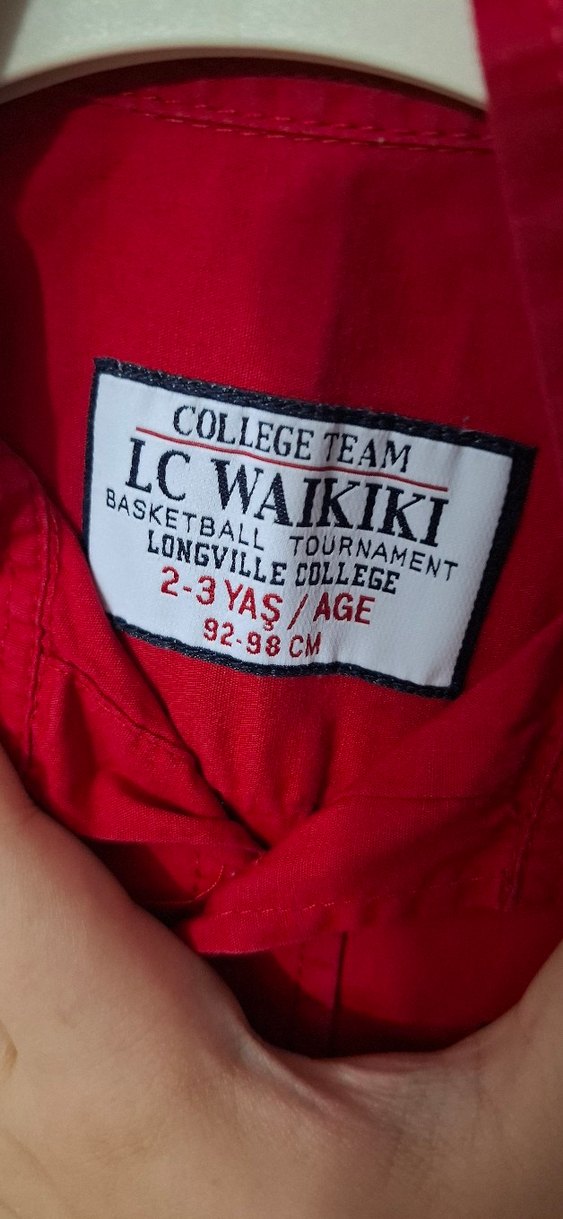 COLLEGE TEAM
LC WAIKIKI
BASKETBALL TOURNAMENT
LONGVILLE COLLEGE
2-3 YAŞ / AGE
92-98 CM